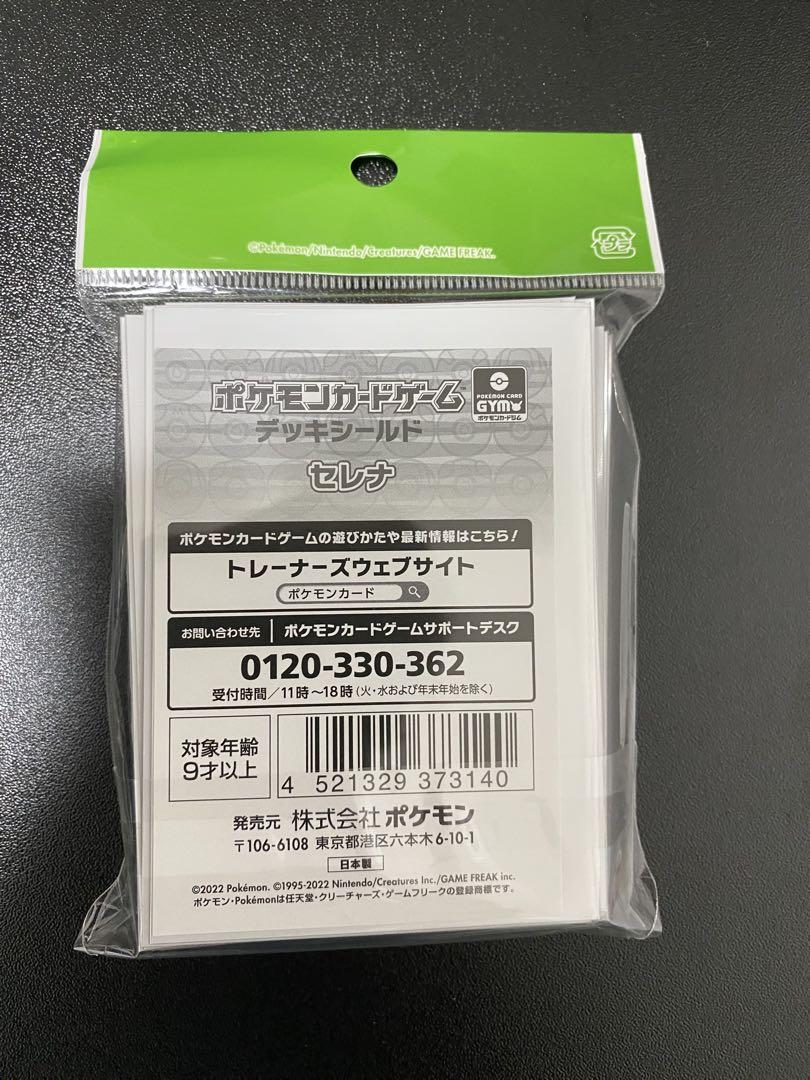 ©Pokémon/Nintendo/Creatures/GAME FREAK.
プラ
ポケモンカードゲーム™
POKÉMON CARD
GYM
ポケモンカードジム
デッキシールド
セレナ
ポケモンカードゲームの遊びかたや最新情報はこちら!
トレーナーズウェブサイト
ポケモンカード
お問い合わせ先 ポケモンカードゲームサポートデスク
0120-330-362
受付時間/11時~18時(火・水および年末年始を除く)
対象年齢
9才以上
4 521329 373140
発売元 株式会社ポケモン
〒106-6108 東京都港区六本木6-10-1
日本製
©2022 Pokémon. ©1995-2022 Nintendo/Creatures Inc./GAME FREAK inc.
ポケモン・Pokémonは任天堂・クリーチャーズ・ゲームフリークの登録商標です。